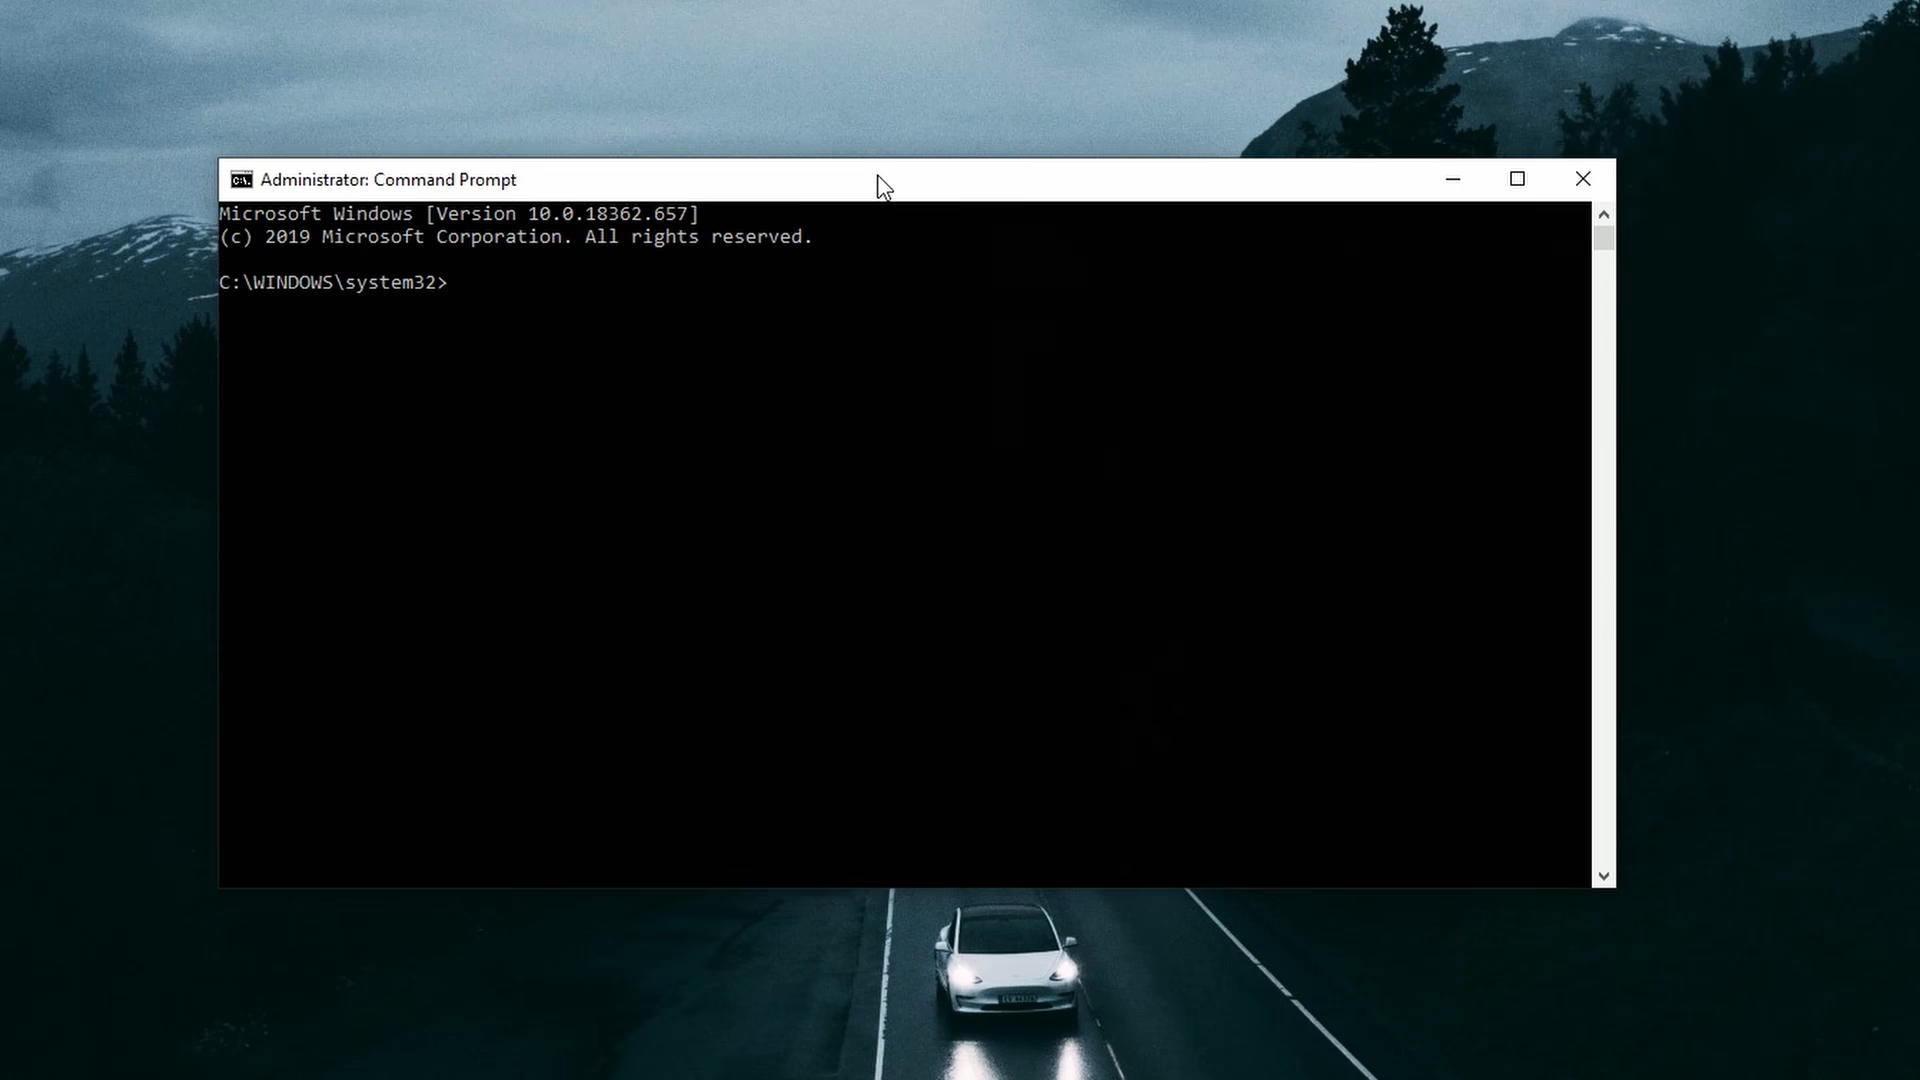 Administrator: Command Prompt
Microsoft Windows [Version 10.0.18362.657]
(c) 2019 Microsoft Corporation. All rights reserved.
C:\WINDOWS\system32>